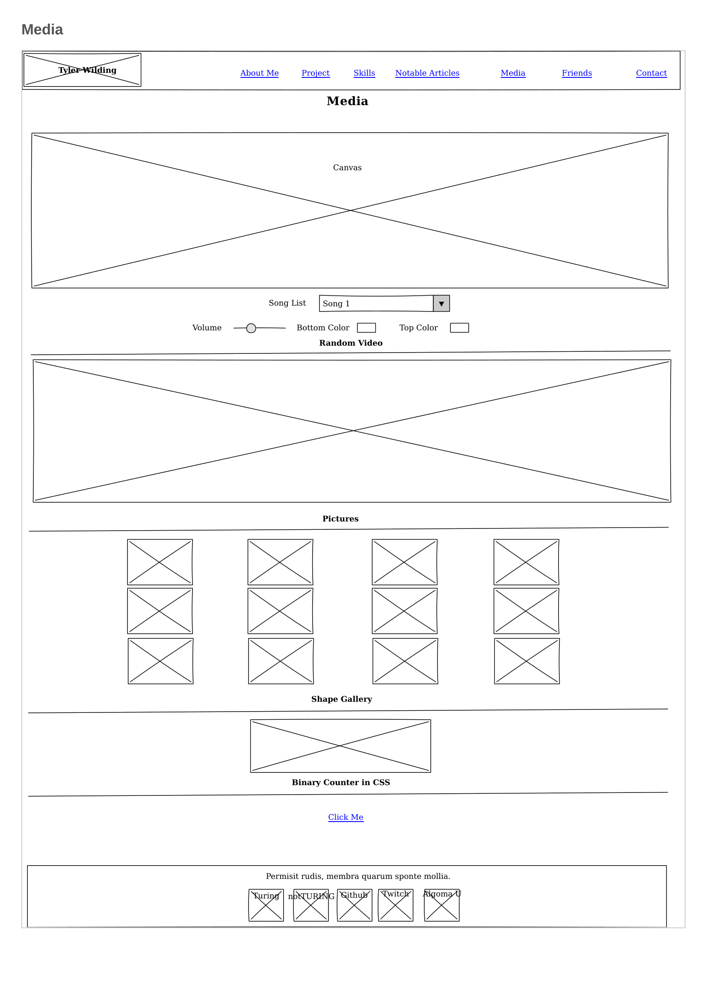 Media
Tyler Wilding
About Me Project Skills Notable Articles Media Friends Contact
Media
Canvas
Song List Song 1
Volume Bottom Color Top Color
Random Video
Pictures
Shape Gallery
Binary Counter in CSS
Click Me
Permisit rudis, membra quarum sponte mollia.
Turing notTURING Github Twitch Algoma U